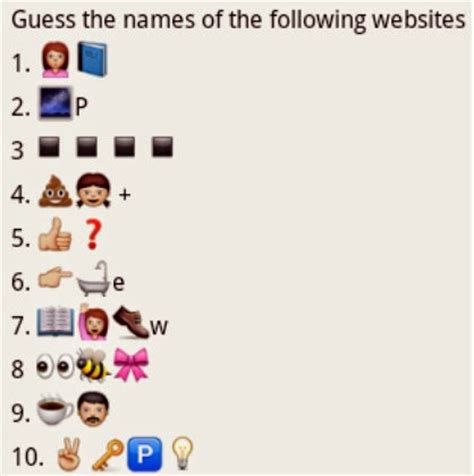 Guess the names of the following websites
1. 👩📘
2. 🌌P
3 ◾ ◾ ◾ ◾
4. 💩👧 +
5. 👍❓
6. 👉🛁e
7. 📖🙋👞w
8 👀🐝🎀
9. ☕👨
10. ✌🔑🅿💡